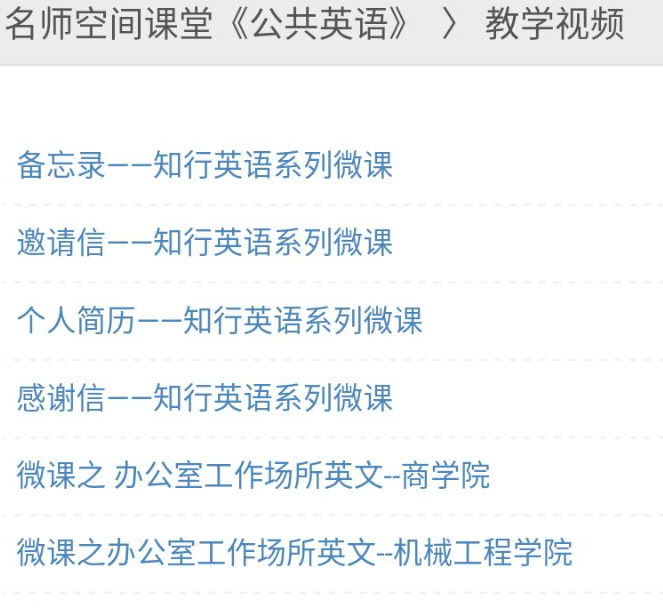 名师空间课堂《公共英语》 〉 教学视频
备忘录——知行英语系列微课
邀请信——知行英语系列微课
个人简历——知行英语系列微课
感谢信——知行英语系列微课
微课之 办公室工作场所英文--商学院
微课之办公室工作场所英文--机械工程学院